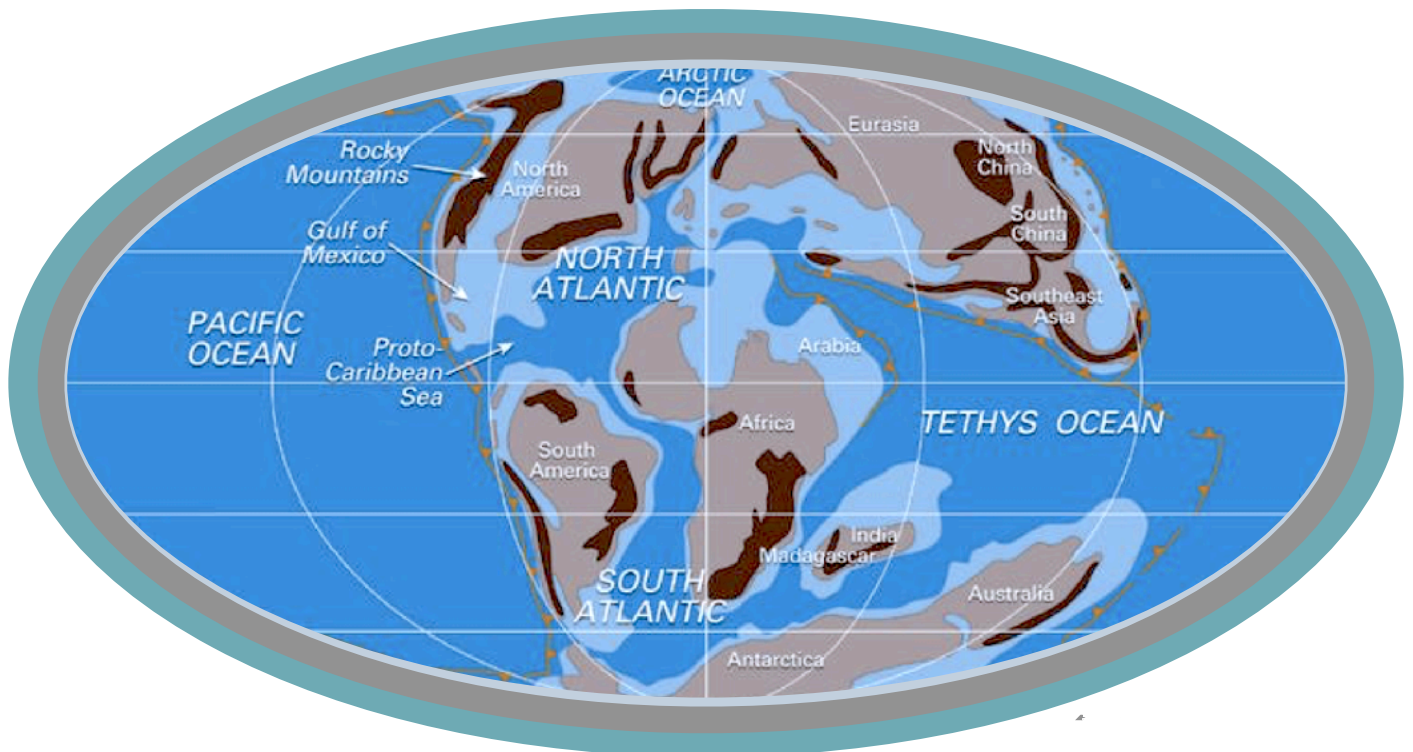 ARCTIC
OCEAN
Eurasia
North
China
Rocky
Mountains
North
America
South
China
Gulf of
Mexico
NORTH
ATLANTIC
Southeast
Asia
PACIFIC
OCEAN
Proto-
Caribbean
Sea
Arabia
Africa
TETHYS OCEAN
South
America
India
Madagascar
SOUTH
ATLANTIC
Australia
Antarctica